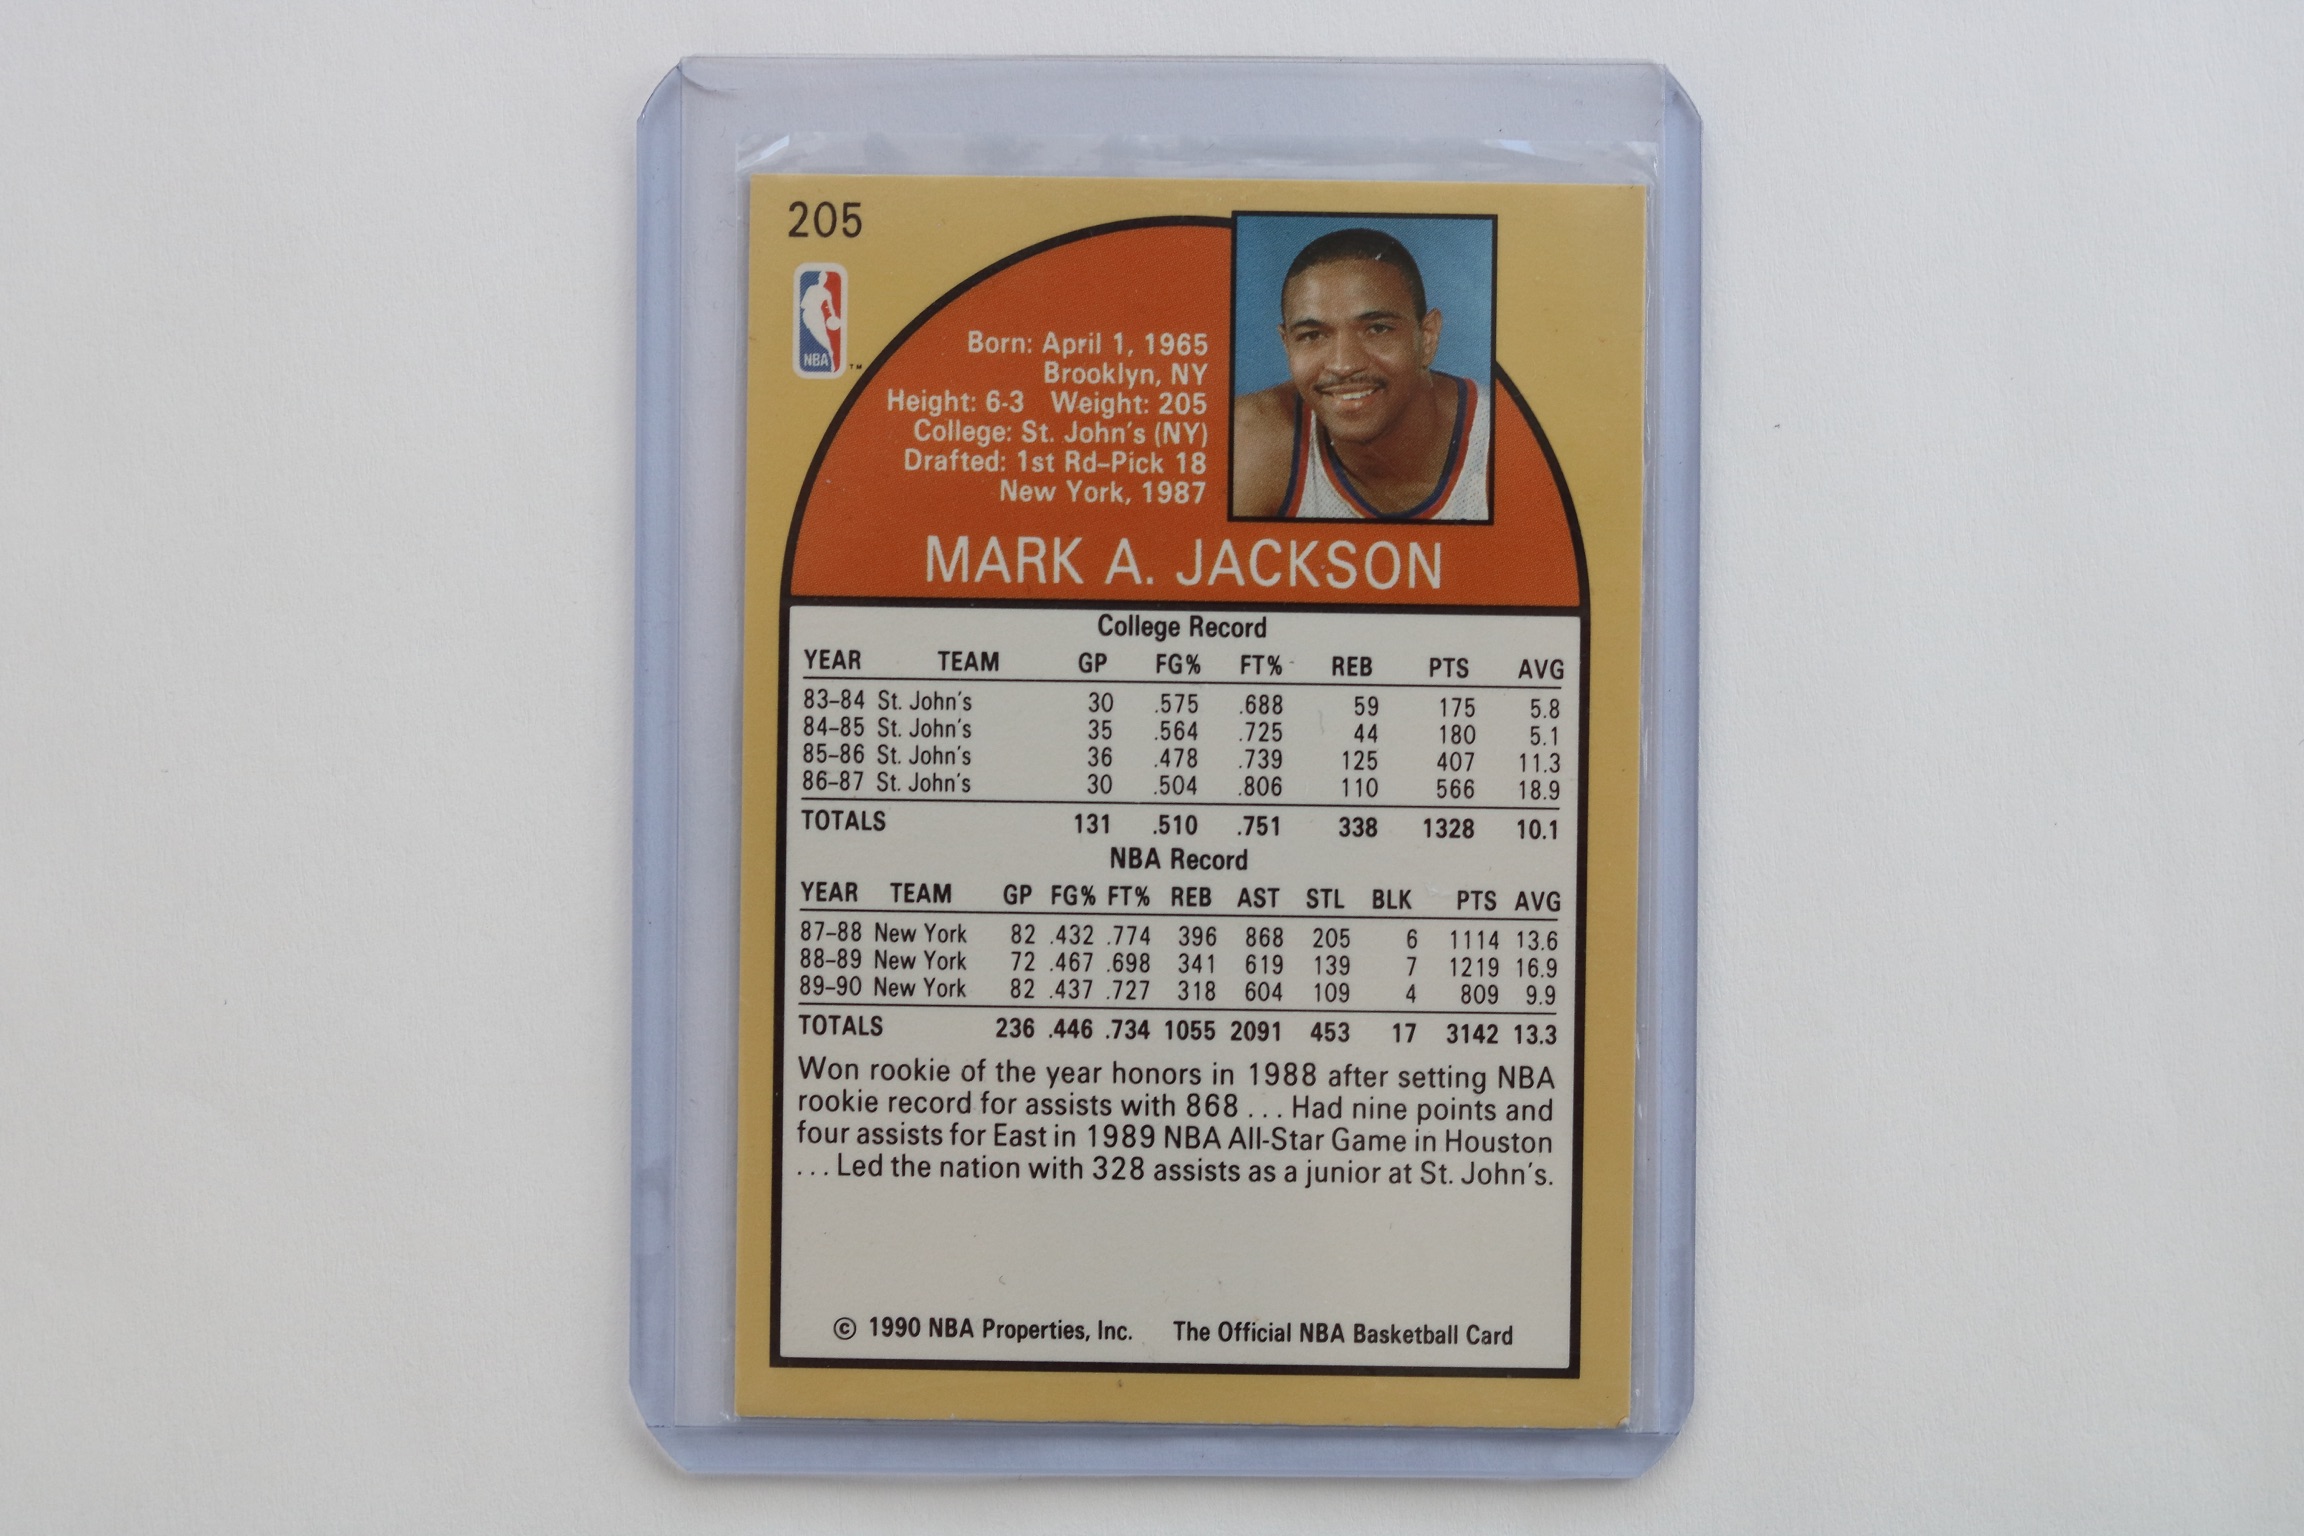 205
NBA
TM
Born: April 1, 1965
Brooklyn, NY
Height: 6-3 Weight: 205
College: St. John's (NY)
Drafted: 1st Rd–Pick 18
New York, 1987
MARK A. JACKSON
College Record
YEAR TEAM GP FG% FT% REB PTS AVG
83–84 St. John's 30 .575 .688 59 175 5.8
84–85 St. John's 35 .564 .725 44 180 5.1
85–86 St. John's 36 .478 .739 125 407 11.3
86–87 St. John's 30 .504 .806 110 566 18.9
TOTALS 131 .510 .751 338 1328 10.1
NBA Record
YEAR TEAM GP FG% FT% REB AST STL BLK PTS AVG
87–88 New York 82 .432 .774 396 868 205 6 1114 13.6
88–89 New York 72 .467 .698 341 619 139 7 1219 16.9
89–90 New York 82 .437 .727 318 604 109 4 809 9.9
TOTALS 236 .446 .734 1055 2091 453 17 3142 13.3
Won rookie of the year honors in 1988 after setting NBA
rookie record for assists with 868 . . . Had nine points and
four assists for East in 1989 NBA All-Star Game in Houston
. . . Led the nation with 328 assists as a junior at St. John's.
© 1990 NBA Properties, Inc. The Official NBA Basketball Card